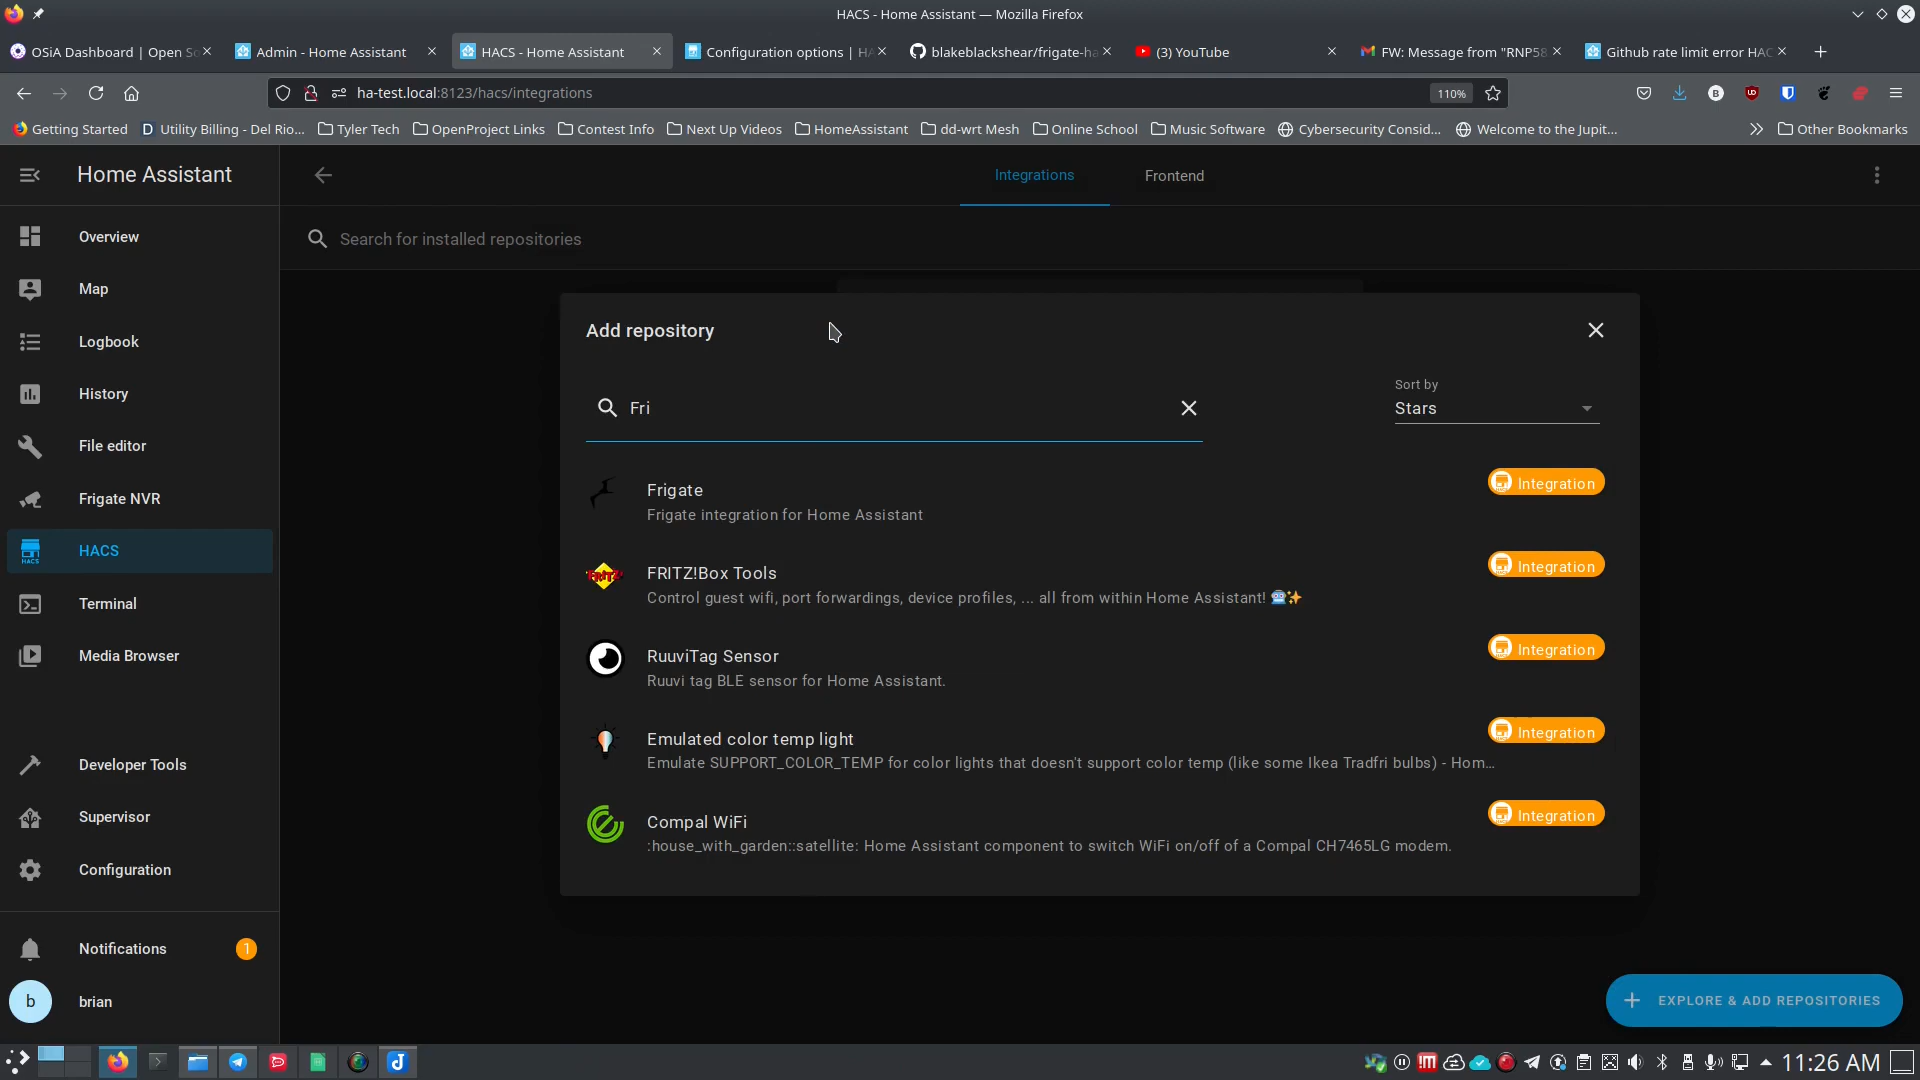 HACS - Home Assistant — Mozilla Firefox
OSiA Dashboard | Open So
Admin - Home Assistant
HACS - Home Assistant
Configuration options | HA
blakeblackshear/frigate-ha
(3) YouTube
FW: Message from "RNP58
Github rate limit error HAC
ha-test.local:8123/hacs/integrations
110%
Getting Started
Utility Billing - Del Rio...
Tyler Tech
OpenProject Links
Contest Info
Next Up Videos
HomeAssistant
dd-wrt Mesh
Online School
Music Software
Cybersecurity Consid...
Welcome to the Jupit...
Other Bookmarks
Home Assistant
Integrations
Frontend
Overview
Search for installed repositories
Map
Logbook
History
File editor
Frigate NVR
HACS
Terminal
Media Browser
Developer Tools
Supervisor
Configuration
Notifications
1
b
brian
Add repository
Fri
Sort by
Stars
Frigate
Integration
Frigate integration for Home Assistant
FRITZ!Box Tools
Integration
Control guest wifi, port forwardings, device profiles, ... all from within Home Assistant! 
RuuviTag Sensor
Integration
Ruuvi tag BLE sensor for Home Assistant.
Emulated color temp light
Integration
Emulate SUPPORT_COLOR_TEMP for color lights that doesn't support color temp (like some Ikea Tradfri bulbs) - Hom...
Compal WiFi
Integration
:house_with_garden::satellite: Home Assistant component to switch WiFi on/off of a Compal CH7465LG modem.
EXPLORE & ADD REPOSITORIES
11:26 AM